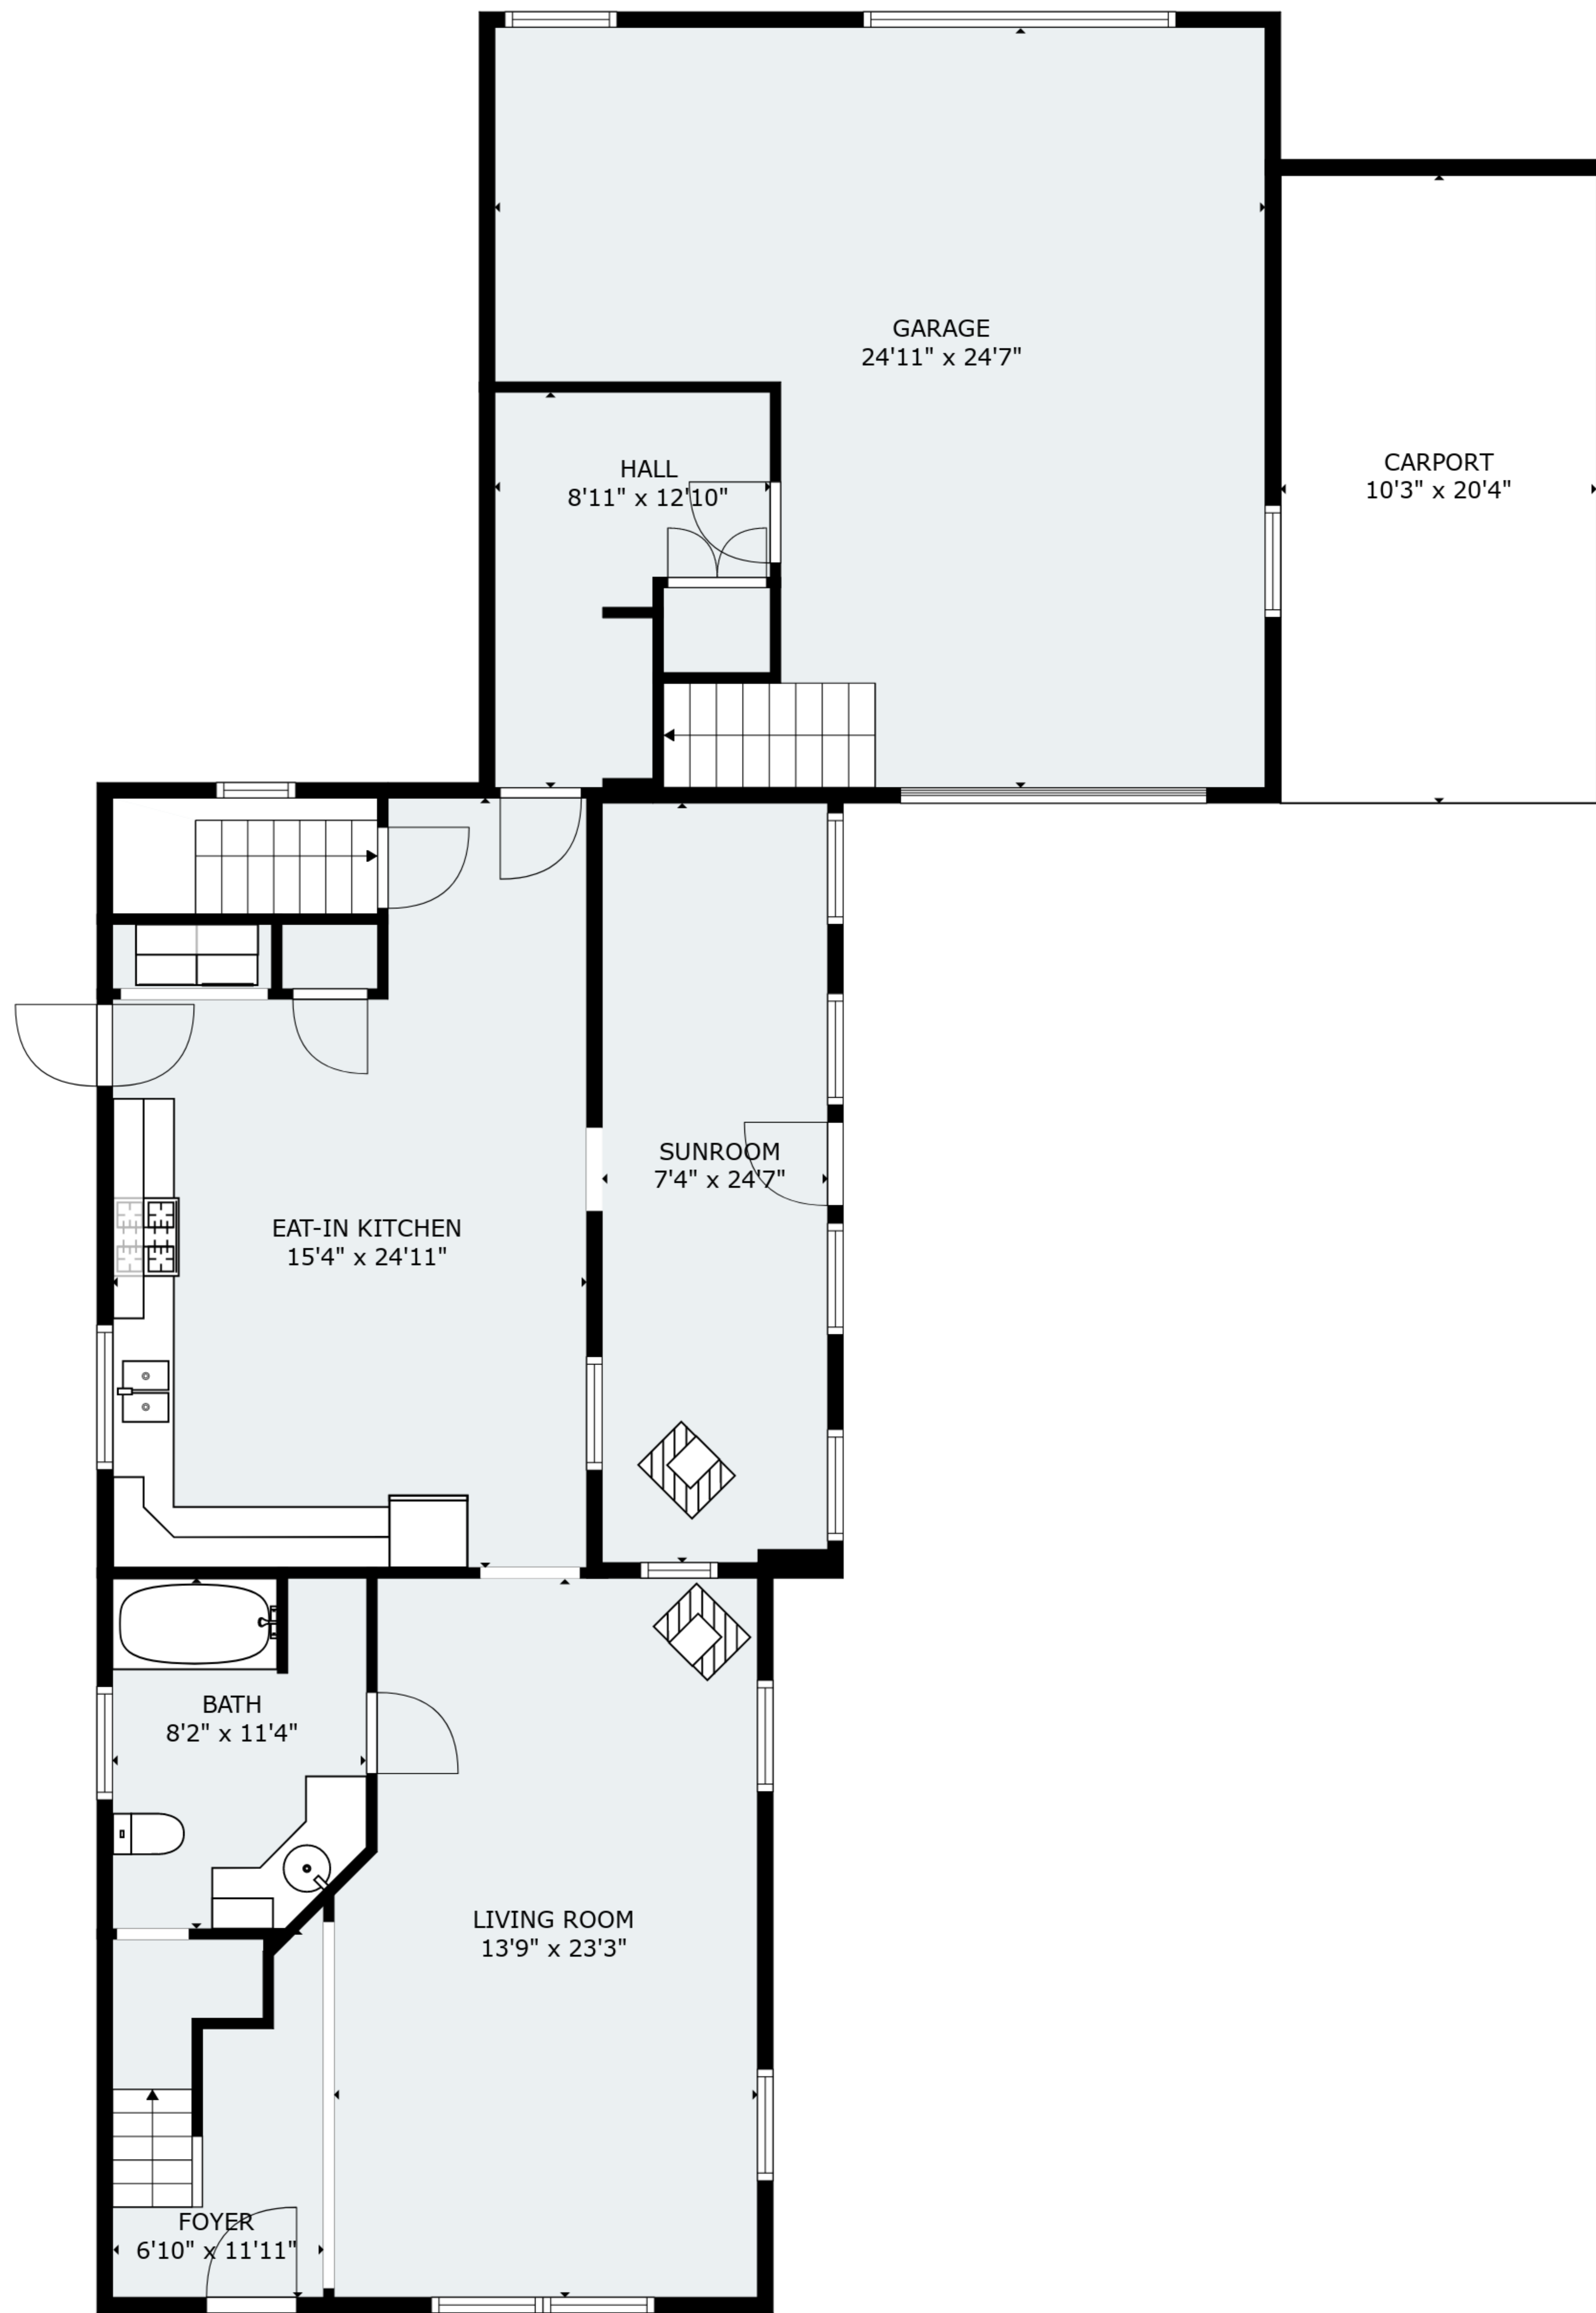 GARAGE
24'11" x 24'7"
CARPORT
10'3" x 20'4"
HALL
8'11" x 12'10"
SUNROOM
7'4" x 24'7"
EAT-IN KITCHEN
15'4" x 24'11"
BATH
8'2" x 11'4"
LIVING ROOM
13'9" x 23'3"
FOYER
6'10" x 11'11"